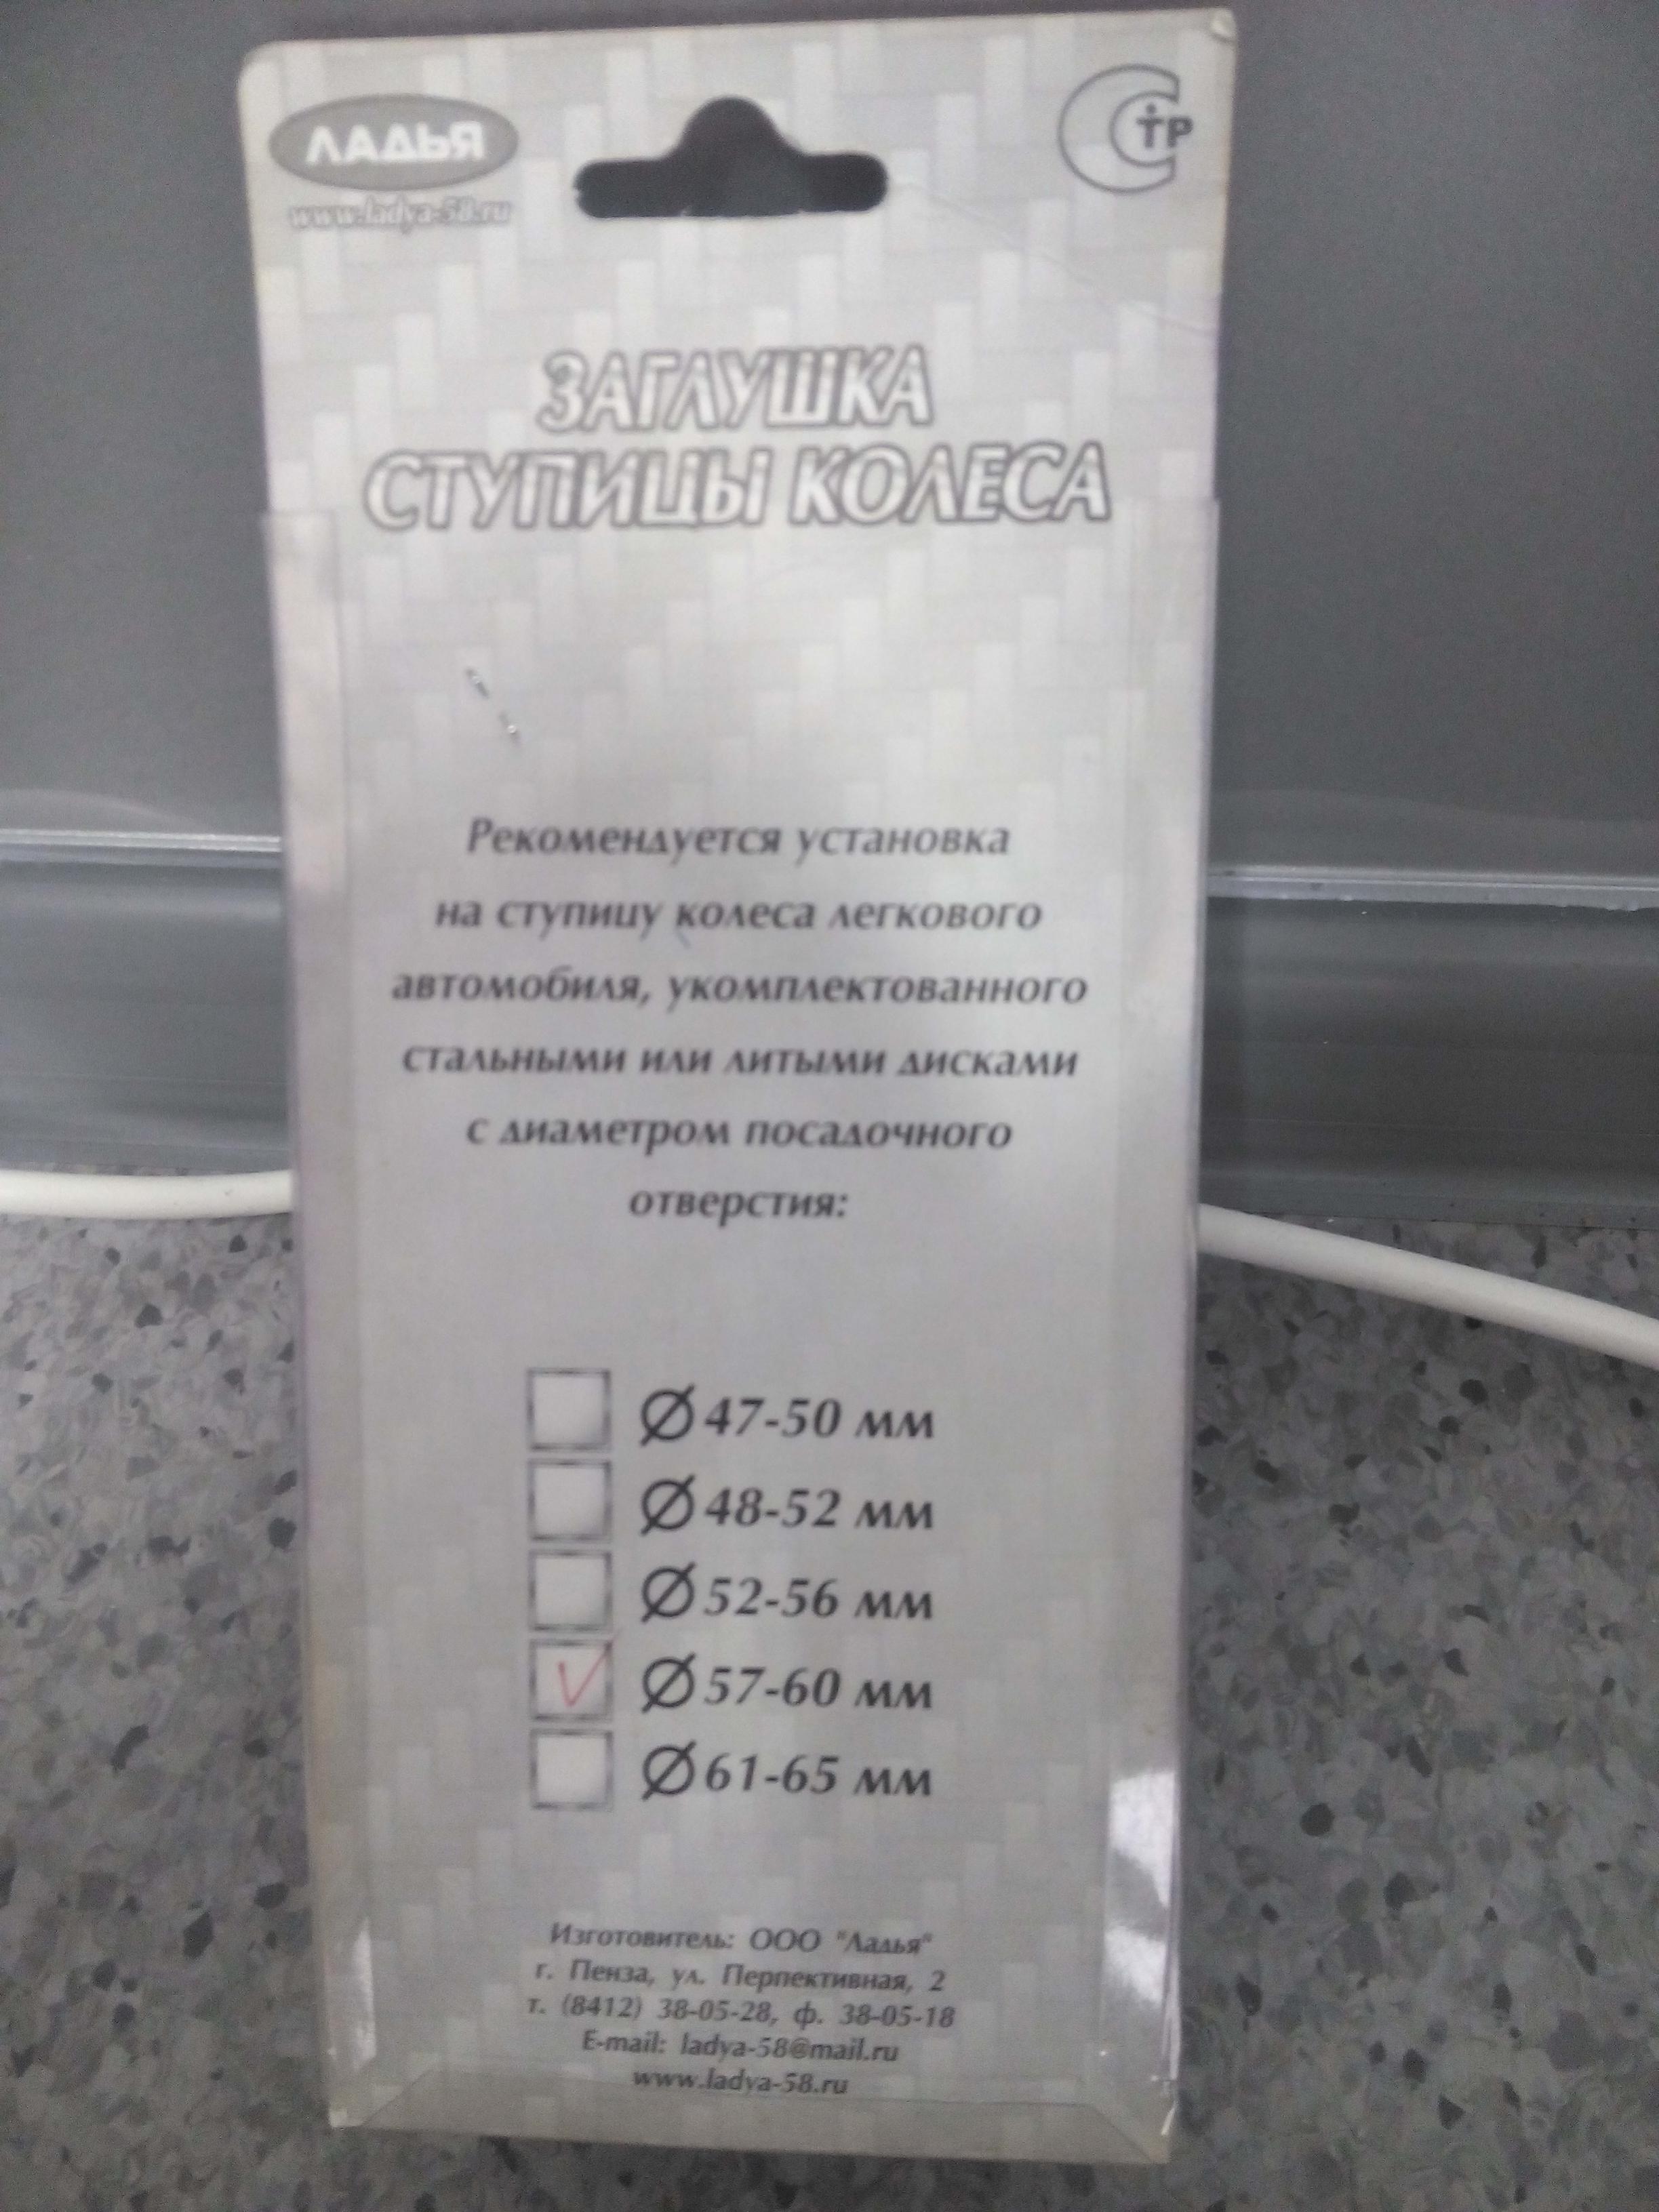 ЛАДЬЯ
www.ladya-58.ru
СТР
ЗАГЛУШКА
СТУПИЦЫ КОЛЕСА
Рекомендуется установка
на ступицу колеса легкового
автомобиля, укомплектованного
стальными или литыми дисками
с диаметром посадочного
отверстия:
Ø 47-50 мм
Ø 48-52 мм
Ø 52-56 мм
Ø 57-60 мм
Ø 61-65 мм
Изготовитель: ООО "Ладья"
г. Пенза, ул. Перпективная, 2
т. (8412) 38-05-28, ф. 38-05-18
E-mail: ladya-58@mail.ru
www.ladya-58.ru